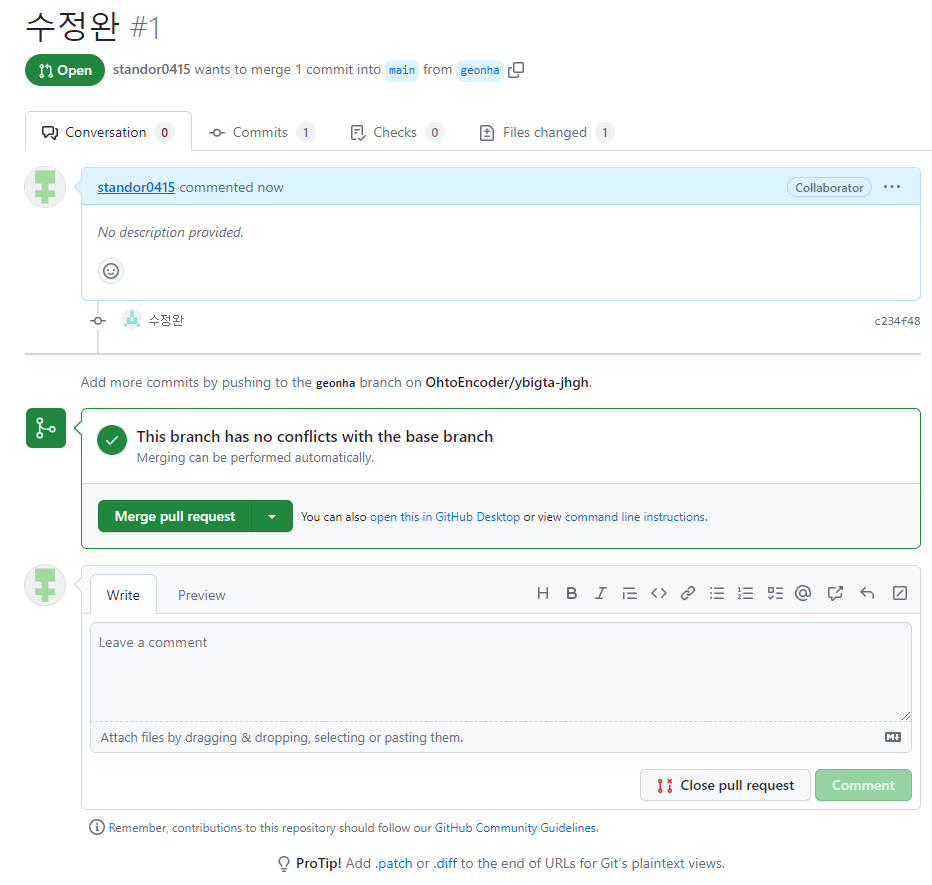 수정완 #1
Open standor0415 wants to merge 1 commit into main from geonha
Conversation 0 Commits 1 Checks 0 Files changed 1
standor0415 commented now Collaborator
No description provided.
수정완 c234f48
Add more commits by pushing to the geonha branch on OhtoEncoder/ybigta-jhgh.
This branch has no conflicts with the base branch
Merging can be performed automatically.
Merge pull request You can also open this in GitHub Desktop or view command line instructions.
Write Preview
Leave a comment
Attach files by dragging & dropping, selecting or pasting them.
Close pull request Comment
Remember, contributions to this repository should follow our GitHub Community Guidelines.
ProTip! Add .patch or .diff to the end of URLs for Git's plaintext views.